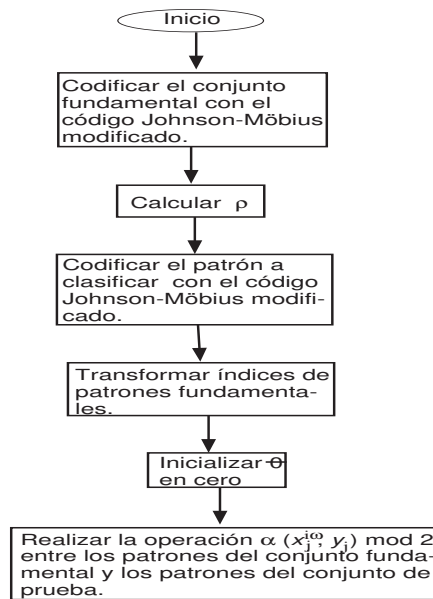 Inicio
Codificar el conjunto
fundamental con el
código Johnson-Möbius
modificado.
Calcular ρ
Codificar el patrón a
clasificar con el código
Johnson-Möbius modifi-
cado.
Transformar índices de
patrones fundamenta-
les.
Inicializar θ
en cero
Realizar la operación α (x_j^{iω}, y_j) mod 2
entre los patrones del conjunto funda-
mental y los patrones del conjunto de
prueba.